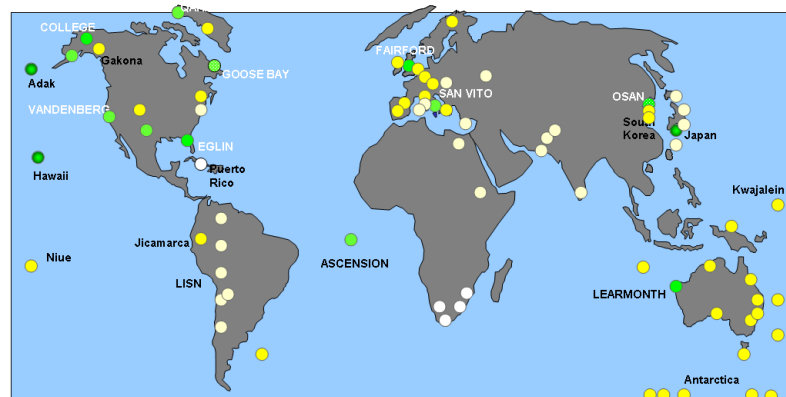 COLLEGE
Gakona
Adak
GOOSE BAY
VANDENBERG
EGLIN
Hawaii
Puerto
Rico
Jicamarca
Niue
LISN
ASCENSION
FAIRFORD
SAN VITO
OSAN
South
Korea
Japan
Kwajalein
LEARMONTH
Antarctica